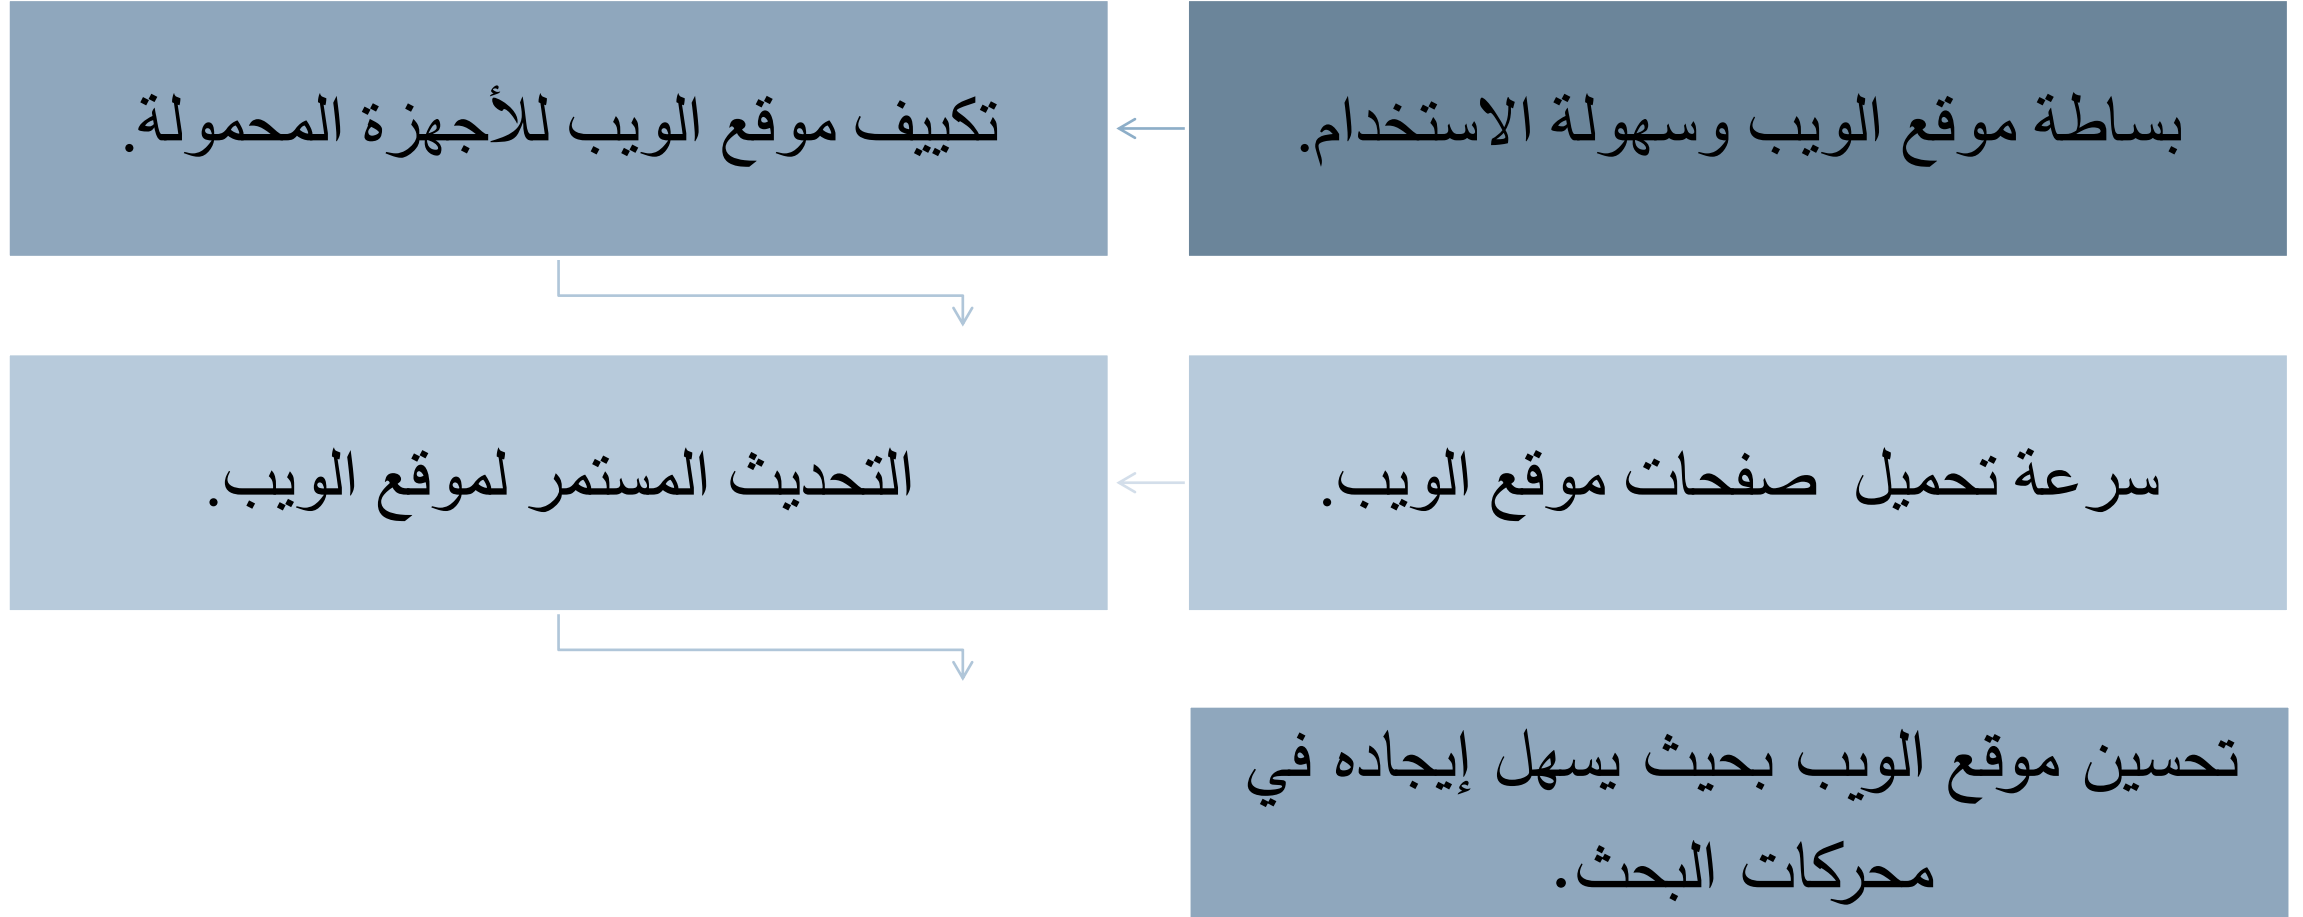 بساطة موقع الويب وسهولة الاستخدام.
تكييف موقع الويب للأجهزة المحمولة.
سرعة تحميل صفحات موقع الويب.
التحديث المستمر لموقع الويب.
تحسين موقع الويب بحيث يسهل إيجاده في
محركات البحث.